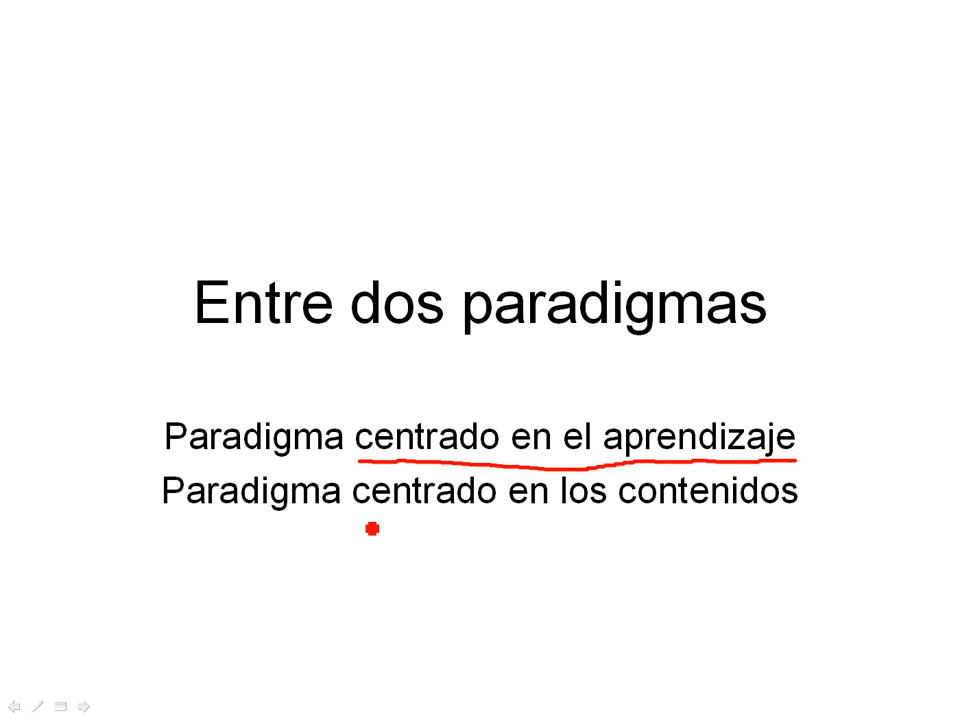 Entre dos paradigmas
Paradigma centrado en el aprendizaje
Paradigma centrado en los contenidos